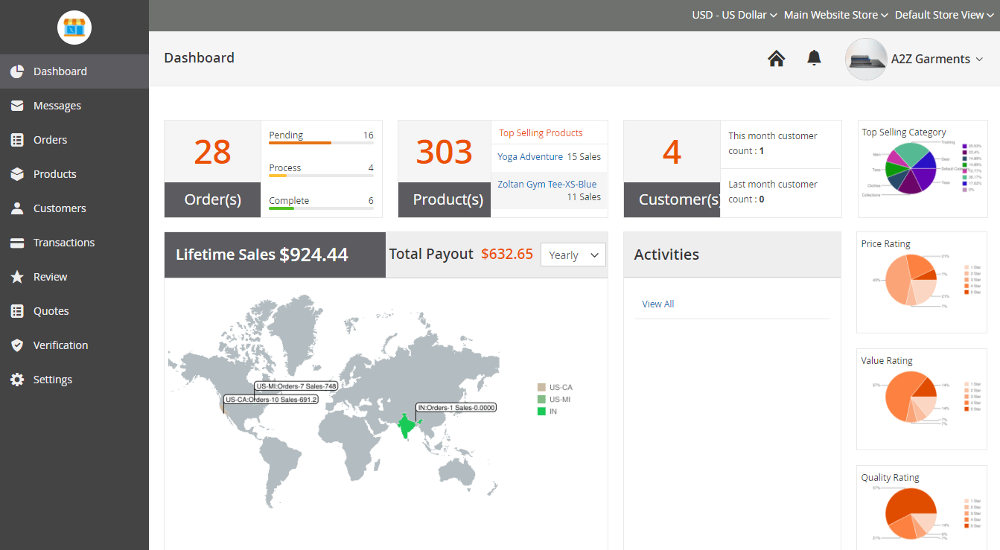 USD - US Dollar Main Website Store Default Store View
Dashboard
A2Z Garments
Dashboard
Messages
Orders
Products
Customers
Transactions
Review
Quotes
Verification
Settings
28
Order(s)
Pending 16
Process 4
Complete 6
303
Product(s)
Top Selling Products
Yoga Adventure 15 Sales
Zoltan Gym Tee-XS-Blue
11 Sales
4
Customer(s)
This month customer
count : 1
Last month customer
count : 0
Top Selling Category
Training
Gear
Default
Tees
Men
Tees
Clothes
Collections
Lifetime Sales $924.44
Total Payout $632.65 Yearly
US-MI:Orders-7 Sales-748
US-CA:Orders-10 Sales-691.2
IN:Orders-1 Sales-0.0000
US-CA
US-MI
IN
Activities
View All
Price Rating
21%
7%
43%
21%
7%
1 Star
2 Star
3 Star
4 Star
5 Star
Value Rating
14%
14%
7%
7%
1 Star
2 Star
3 Star
4 Star
5 Star
Quality Rating
57%
14%
7%
21%
1 Star
2 Star
3 Star
4 Star
5 Star